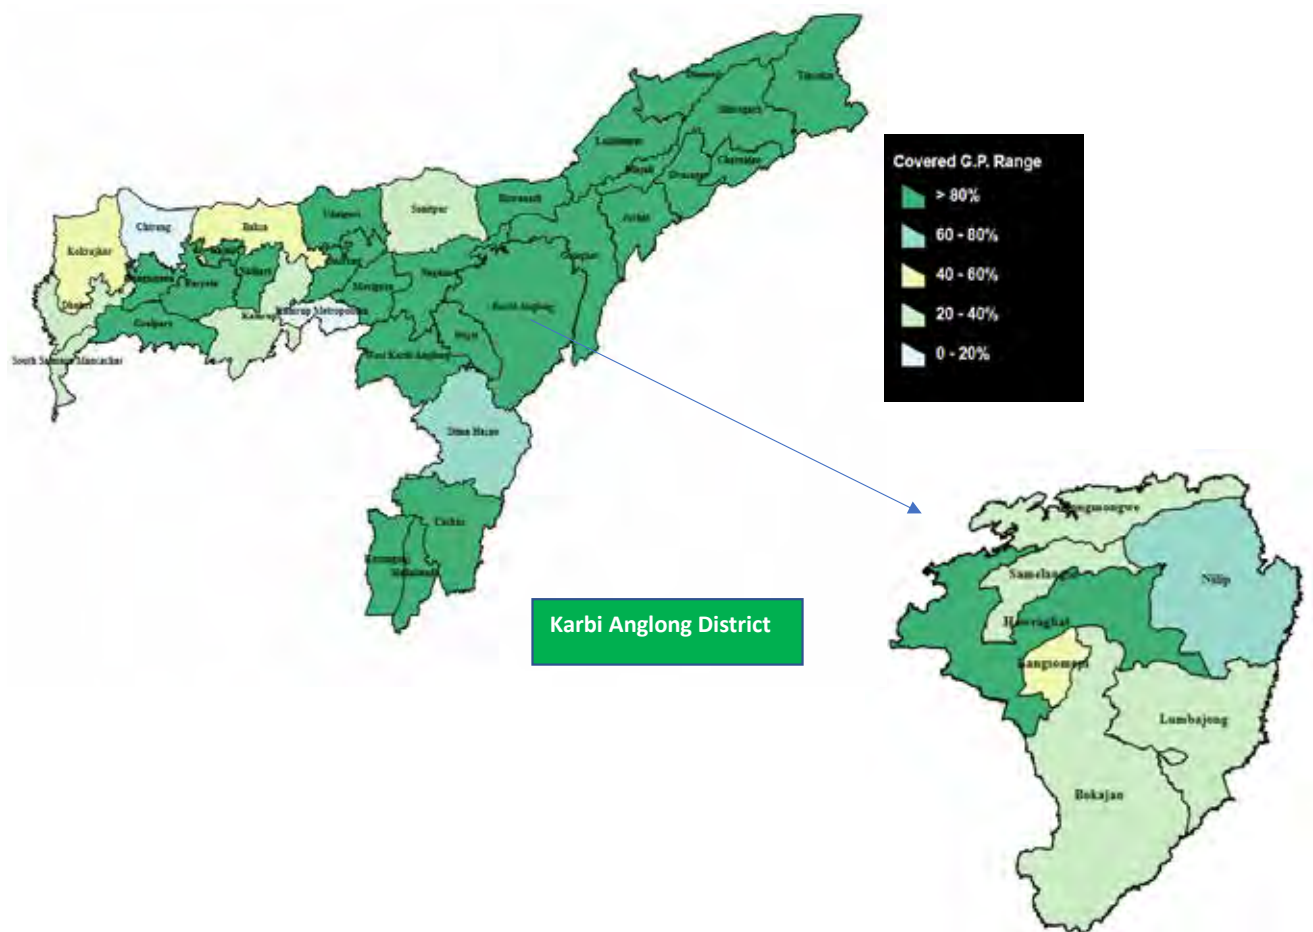 Tinsukia
Dibrugarh
Lakhimpur
Charaideo
Sivasagar
Majuli
Jorhat
Biswanath
Sonitpur
Udalguri
Baksa
Chirang
Kokrajhar
Golaghat
Nagaon
Morigaon
Nalbari
Barpeta
Dhubri
Goalpara
Kamrup
Kamrup Metropolitan
Karbi Anglong
Hojai
West Karbi Anglong
South Salmara Mancachar
Dima Hasao
Cachar
Karimganj
Hailakandi
Covered G.P. Range
> 80%
60 - 80%
40 - 60%
20 - 40%
0 - 20%
Karbi Anglong District
Rongmongwe
Samelangso
Nilip
Howraghat
Langsomepi
Lumbajong
Bokajan